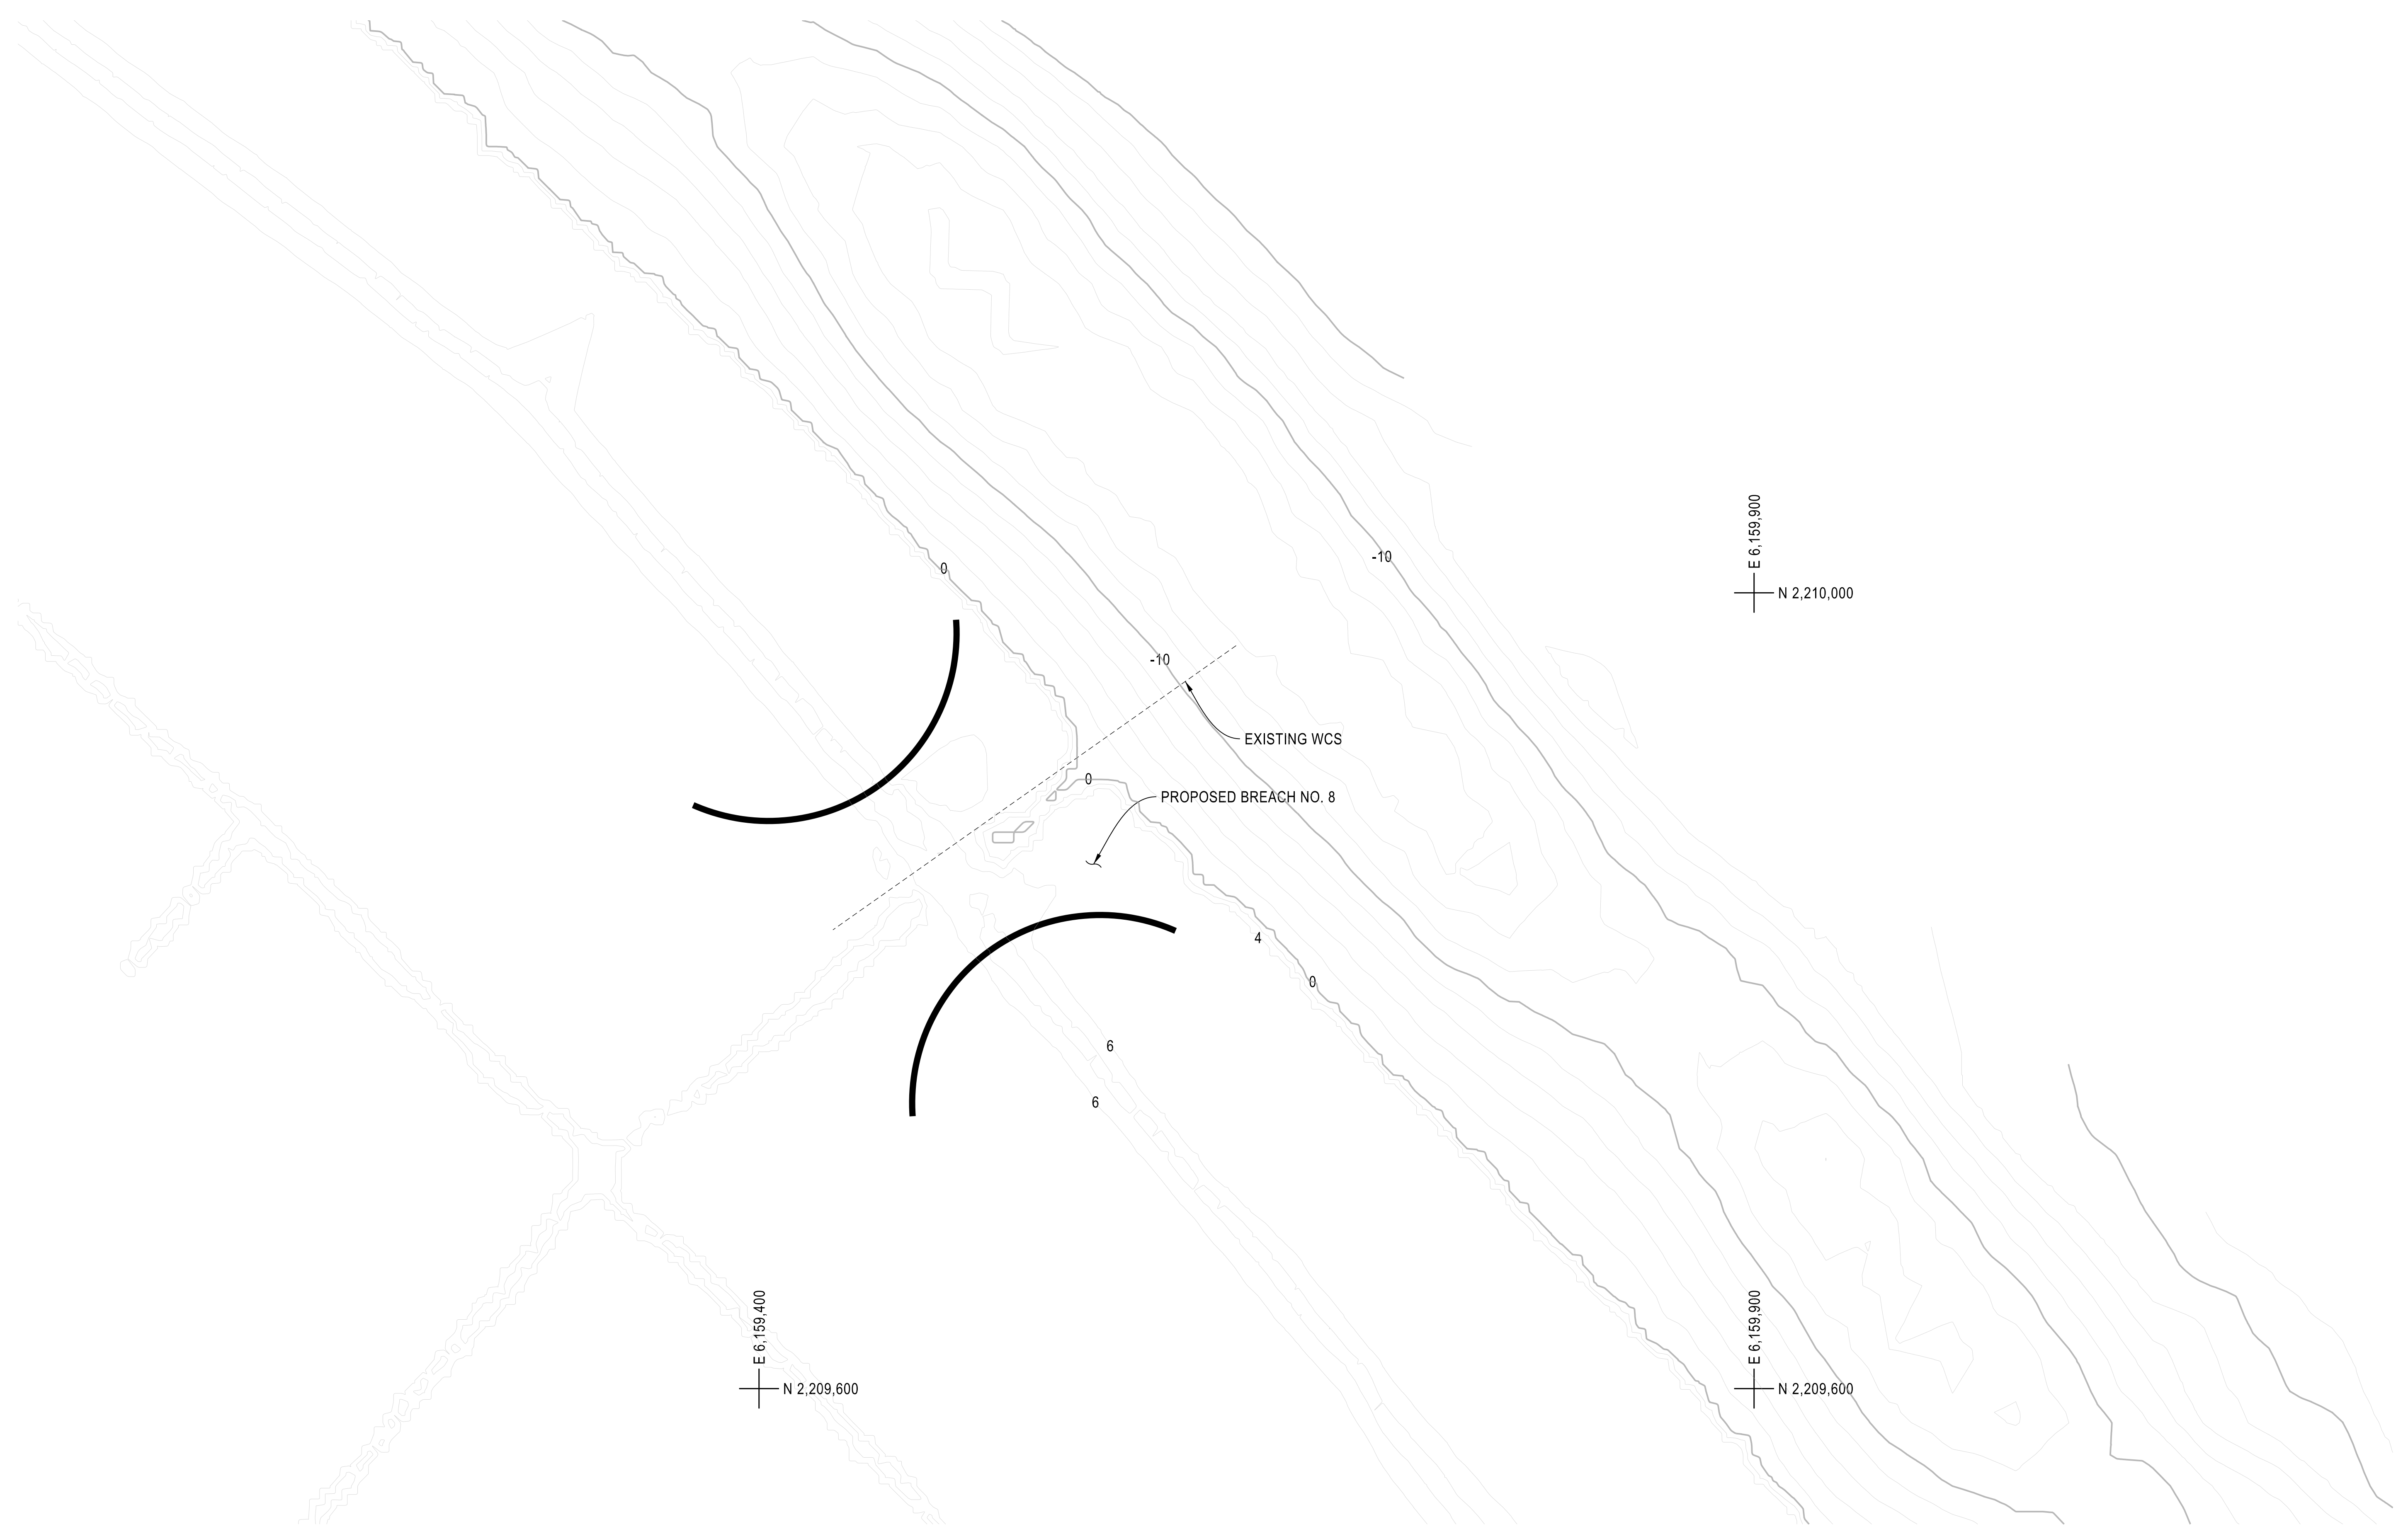 E 6,159,900
N 2,210,000
-10
0
-10
EXISTING WCS
0
PROPOSED BREACH NO. 8
4
0
6
6
E 6,159,400
N 2,209,600
E 6,159,900
N 2,209,600